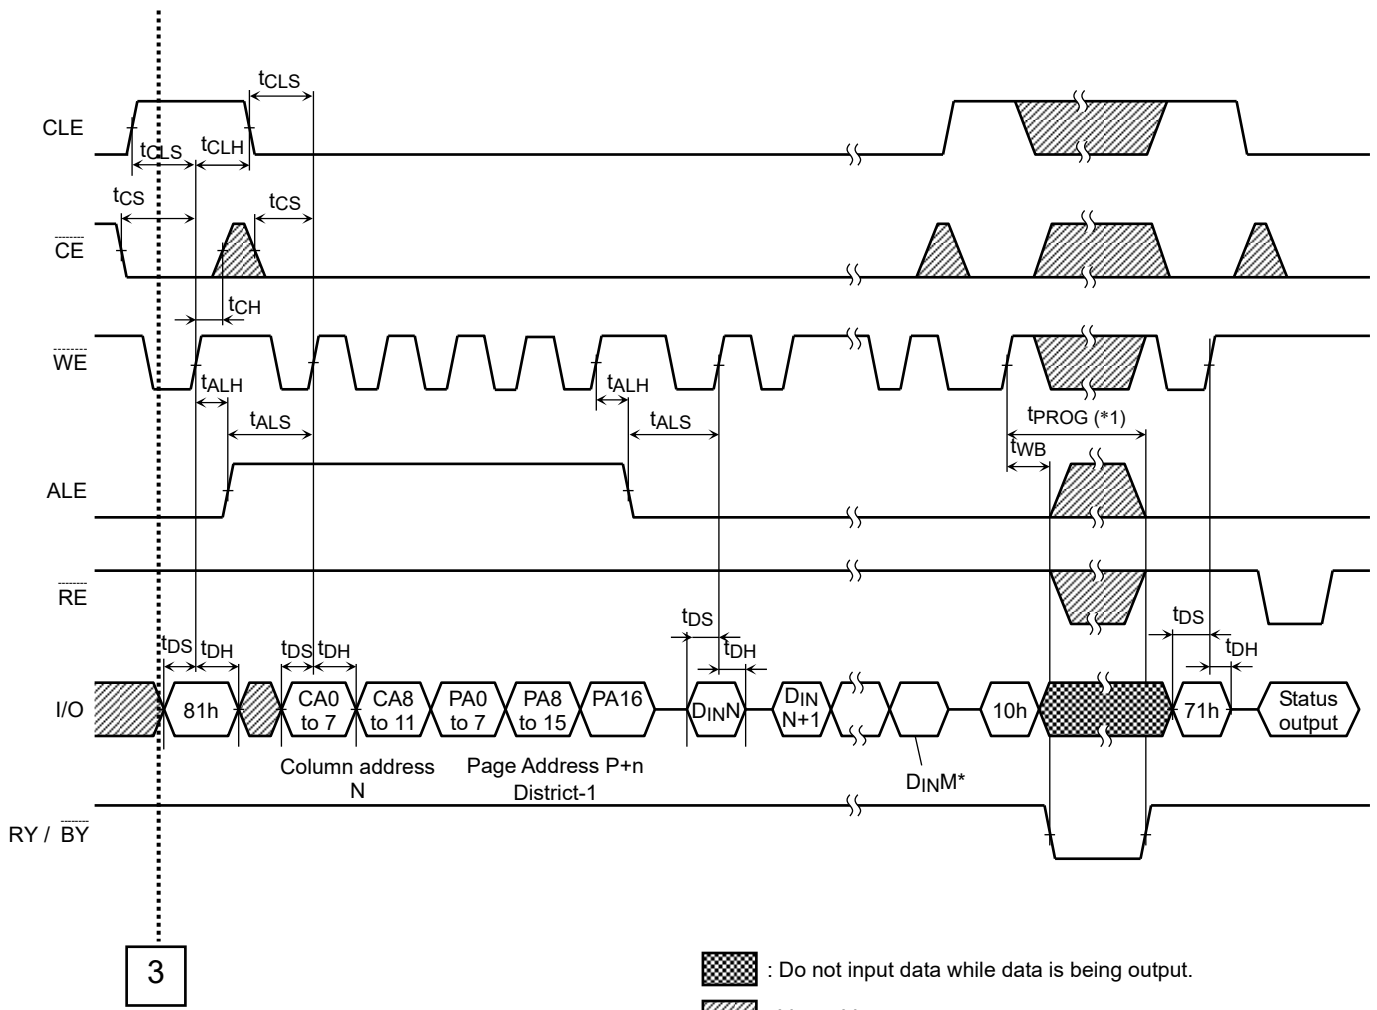 tCLS
CLE
tCLS
tCLH
tCS
tCS
CE
tCH
WE
tALH
tALH
tALS
tALS
tPROG (*1)
tWB
ALE
RE
tDS
tDS
tDS
tDH
tDS
tDH
tDH
tDH
I/O
81h
CA0 to 7
CA8 to 11
PA0 to 7
PA8 to 15
PA16
DINN
DIN N+1
10h
71h
Status output
Column address N
Page Address P+n District-1
DINM*
RY / BY
3
: Do not input data while data is being output.